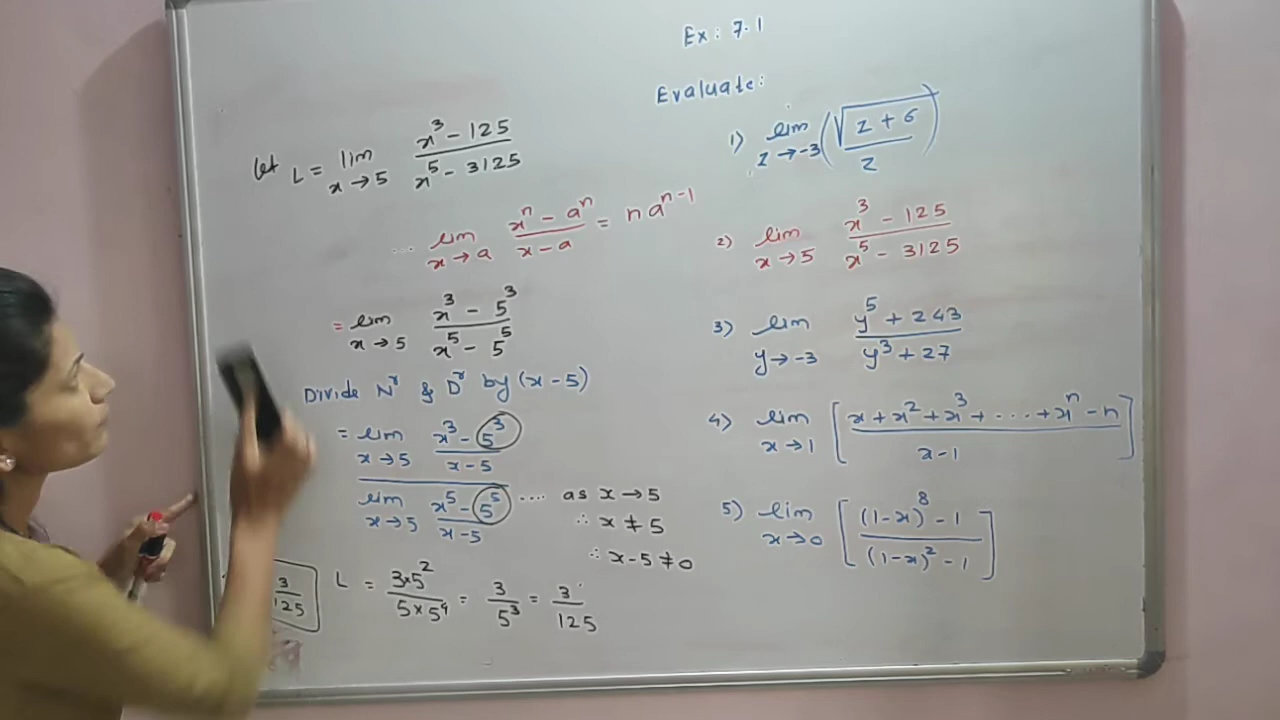 Ex: 7.1
Evaluate:
let L = lim x→5 (x³ - 125)/(x⁵ - 3125)
... lim x→a (xⁿ - aⁿ)/(x - a) = n aⁿ⁻¹
= lim x→5 (x³ - 5³)/(x⁵ - 5⁵)
Divide Nʳ & Dʳ by (x - 5)
= lim x→5 (x³ - 5³)/(x - 5)
lim x→5 (x⁵ - 5⁵)/(x - 5) .... as x → 5
∴ x ≠ 5
∴ x - 5 ≠ 0
L = (3×5²)/(5×5⁴) = 3/5³ = 3/125
3/125
1) lim z→-3 (√(z + 6)/z)
2) lim x→5 (x³ - 125)/(x⁵ - 3125)
3) lim y→-3 (y⁵ + 243)/(y³ + 27)
4) lim x→1 [(x + x² + x³ + ... + xⁿ - n)/(x - 1)]
5) lim x→0 [((1-x)⁸ - 1)/((1-x)² - 1)]